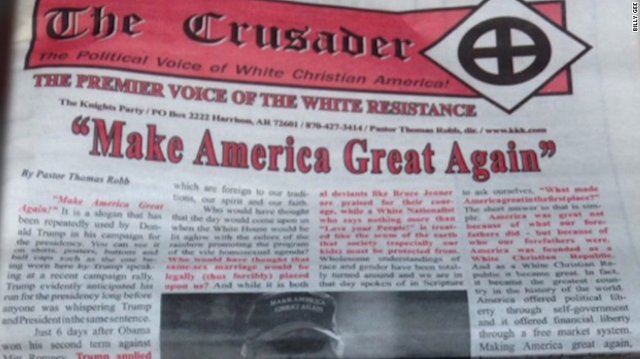 BILLY GEE
The Crusader
The Political Voice of White Christian America!
THE PREMIER VOICE OF THE WHITE RESISTANCE
The Knights Party / PO Box 2222 Harrison, AR 72601 / 870-427-3414 / Pastor Thomas Robb, dir. / www.kkk.com
"Make America Great Again"
By Pastor Thomas Robb
"Make America Great
Again!" It is a slogan that has
been repeatedly used by Don-
ald Trump in his campaign for
the presidency. You can see it
on shirts, posters, buttons and
ball caps such as the one be-
ing worn here by Trump speak-
ing at a recent campaign rally.
Trump evidently anticipated his
run for the presidency long before
anyone was whispering Trump
and President in the same sentence.
Just 6 days after Obama
won his second term against
Mitt Romney, Trump applied
which are foreign to our tradi-
tions, our spirit and our faith.
Who would have thought
that the day would come upon us
when the White House would be
lit aglow with the colors of the
rainbow promoting the program
of the vile homosexual agenda?
Who would have thought that
same-sex marriage would be
legally (thus forcibly) placed
upon us? And while it is both
MAKE AMERICA
GREAT AGAIN
al deviants like Bruce Jenner
are praised for their cour-
age, while a White Nationalist
who says nothing more than
"Love your People!" is treat-
ed like the scum of the earth
that society (especially our
kids) must be protected from.
Wholesome understandings of
race and gender have been total-
ly turned around and we are in
that day spoken of in Scripture
to ask ourselves, "What made
America great in the first place?"
The short answer to that is sim-
ple. America was great not
because of what our fore-
fathers did - but because of
who our forefathers were.
America was founded as a
White Christian Republic.
And as a White Christian Re-
public it became great. In fact,
it became the greatest coun-
try in the history of the world.
America offered political lib-
erty through self-government
and it offered financial liberty
through a free market system.
Making America great again,